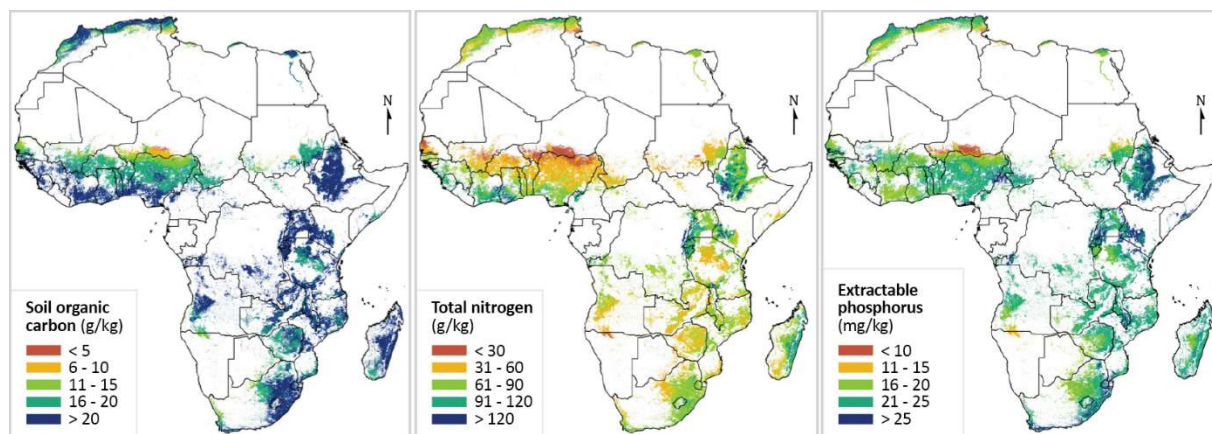 N
Soil organic
carbon (g/kg)
< 5
6 - 10
11 - 15
16 - 20
> 20
N
Total nitrogen
(g/kg)
< 30
31 - 60
61 - 90
91 - 120
> 120
N
Extractable
phosphorus
(mg/kg)
< 10
11 - 15
16 - 20
21 - 25
> 25